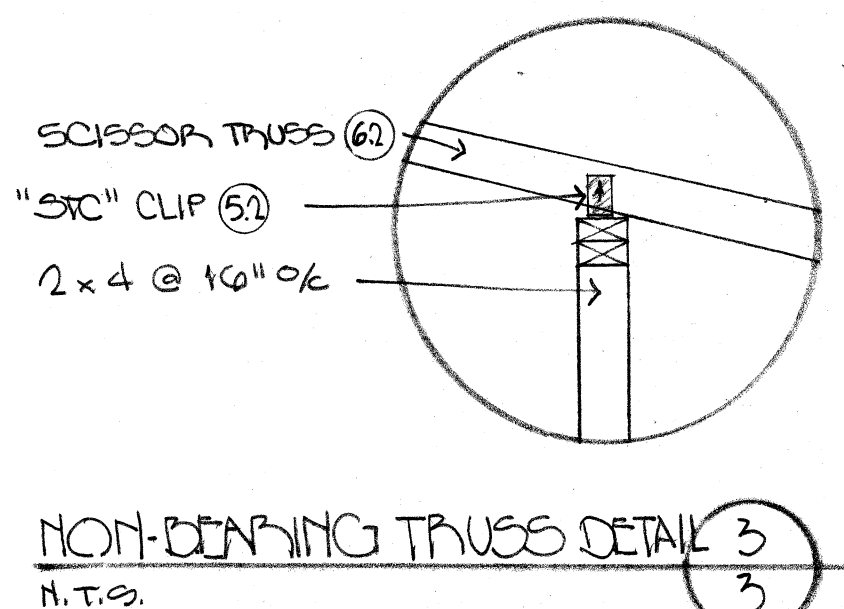 SCISSOR TRUSS 6.2
"STC" CLIP 5.2
2 x 4 @ 16" O/C
NON-BEARING TRUSS DETAIL 3
3
N.T.S.